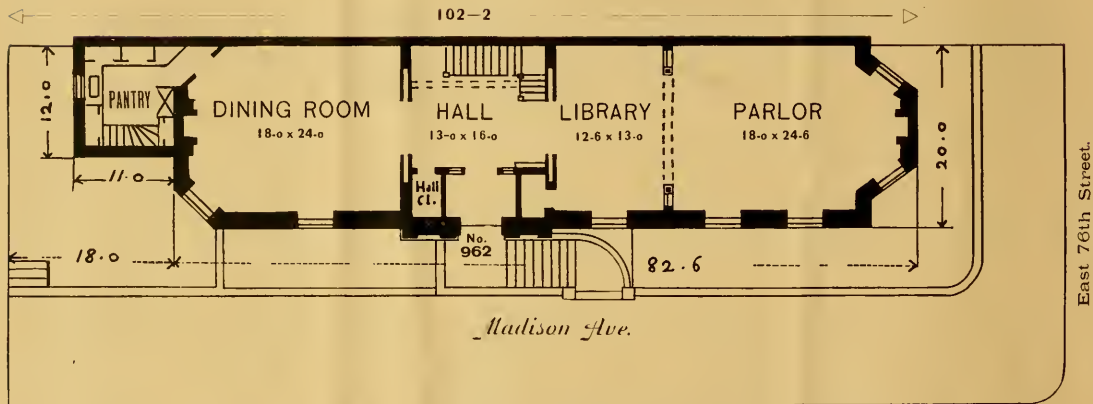 102-2
12.0
PANTRY
DINING ROOM
18-0 x 24-0
HALL
13-0 x 16-0
LIBRARY
12-6 x 13-0
PARLOR
18-0 x 24-6
20.0
11.0
Hall
Cl.
No.
962
18.0
82.6
Madison Ave.
East 76th Street.